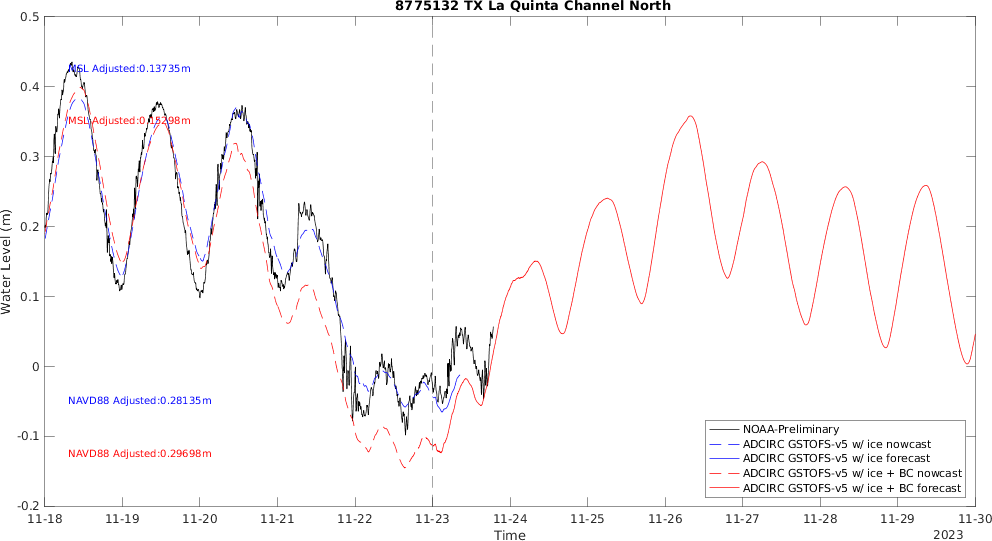 8775132 TX La Quinta Channel North
0.5
MSL Adjusted:0.13735m
0.4
MSL Adjusted:0.15298m
0.3
0.2
Water Level (m)
0.1
0
NAVD88 Adjusted:0.28135m
-0.1
NAVD88 Adjusted:0.29698m
-0.2
NOAA-Preliminary
ADCIRC GSTOFS-v5 w/ ice nowcast
ADCIRC GSTOFS-v5 w/ ice forecast
ADCIRC GSTOFS-v5 w/ ice + BC nowcast
ADCIRC GSTOFS-v5 w/ ice + BC forecast
11-18 11-19 11-20 11-21 11-22 11-23 11-24 11-25 11-26 11-27 11-28 11-29 11-30
Time
2023